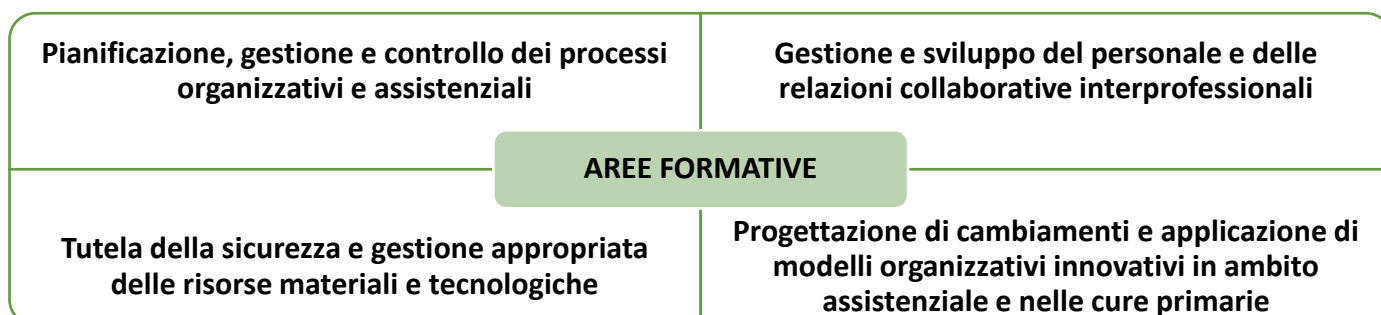 Pianificazione, gestione e controllo dei processi
organizzativi e assistenziali
Gestione e sviluppo del personale e delle
relazioni collaborative interprofessionali
AREE FORMATIVE
Tutela della sicurezza e gestione appropriata
delle risorse materiali e tecnologiche
Progettazione di cambiamenti e applicazione di
modelli organizzativi innovativi in ambito
assistenziale e nelle cure primarie